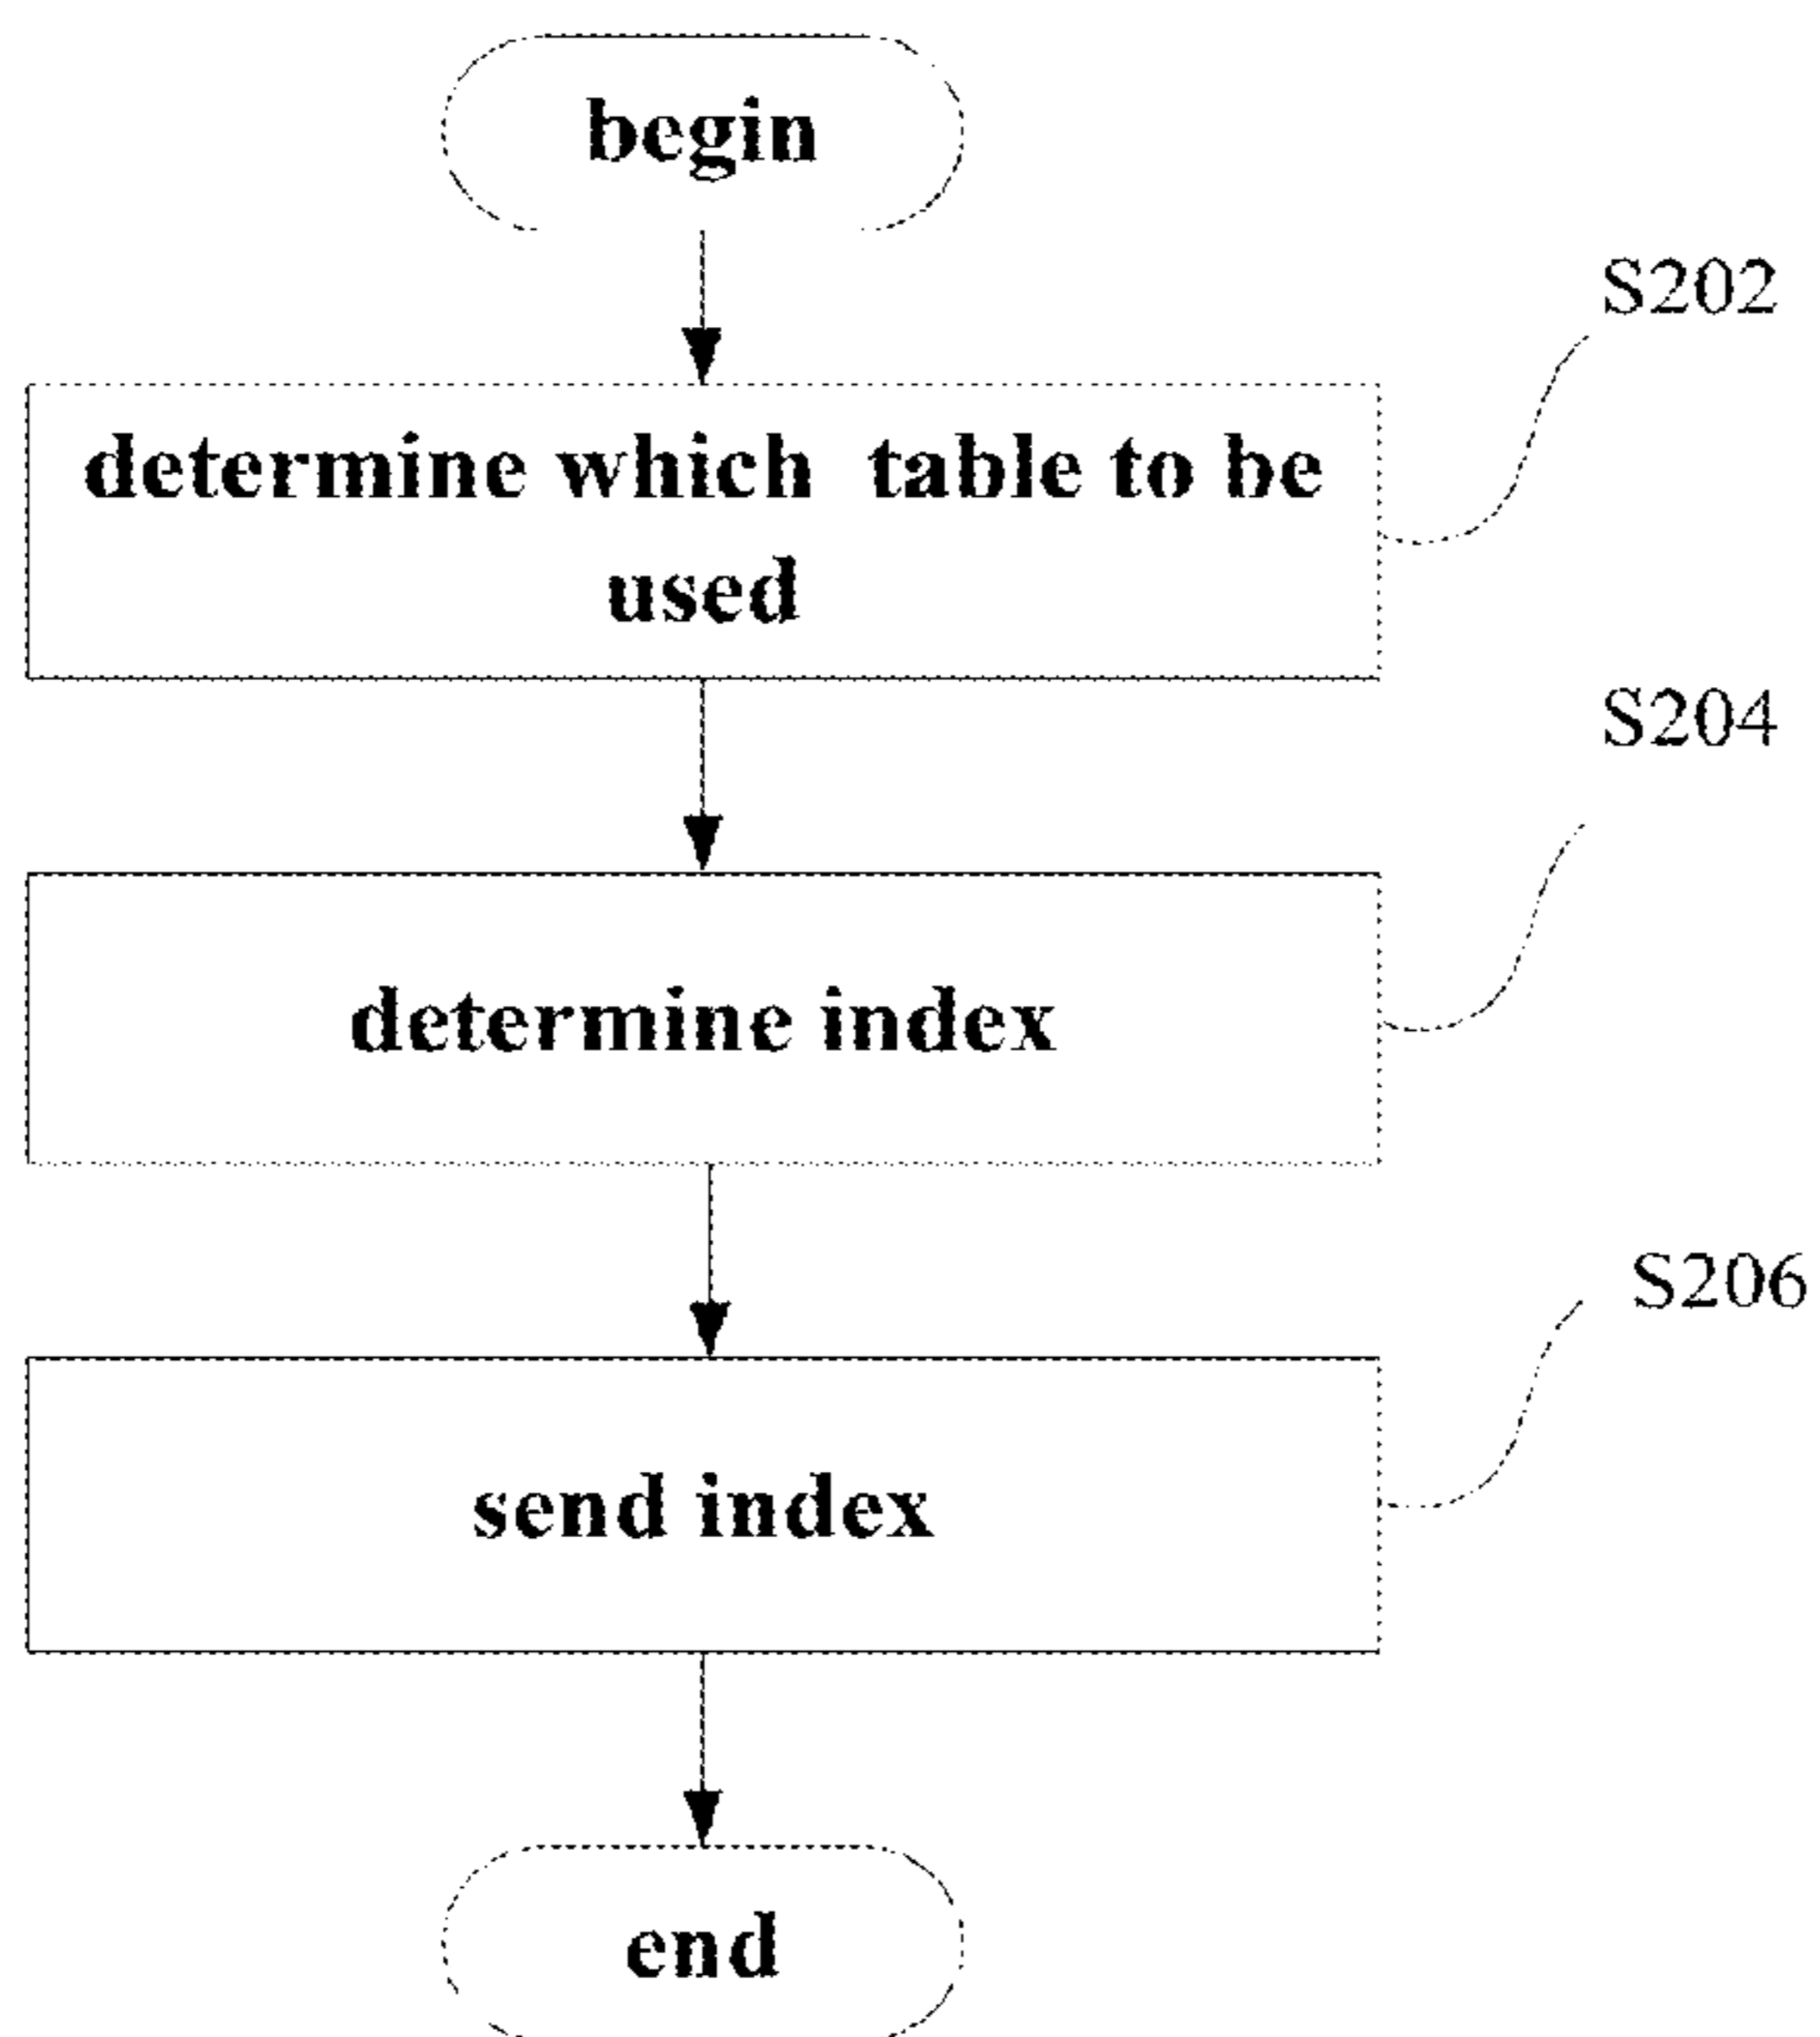 begin
S202
determine which table to be
used
S204
determine index
S206
send index
end